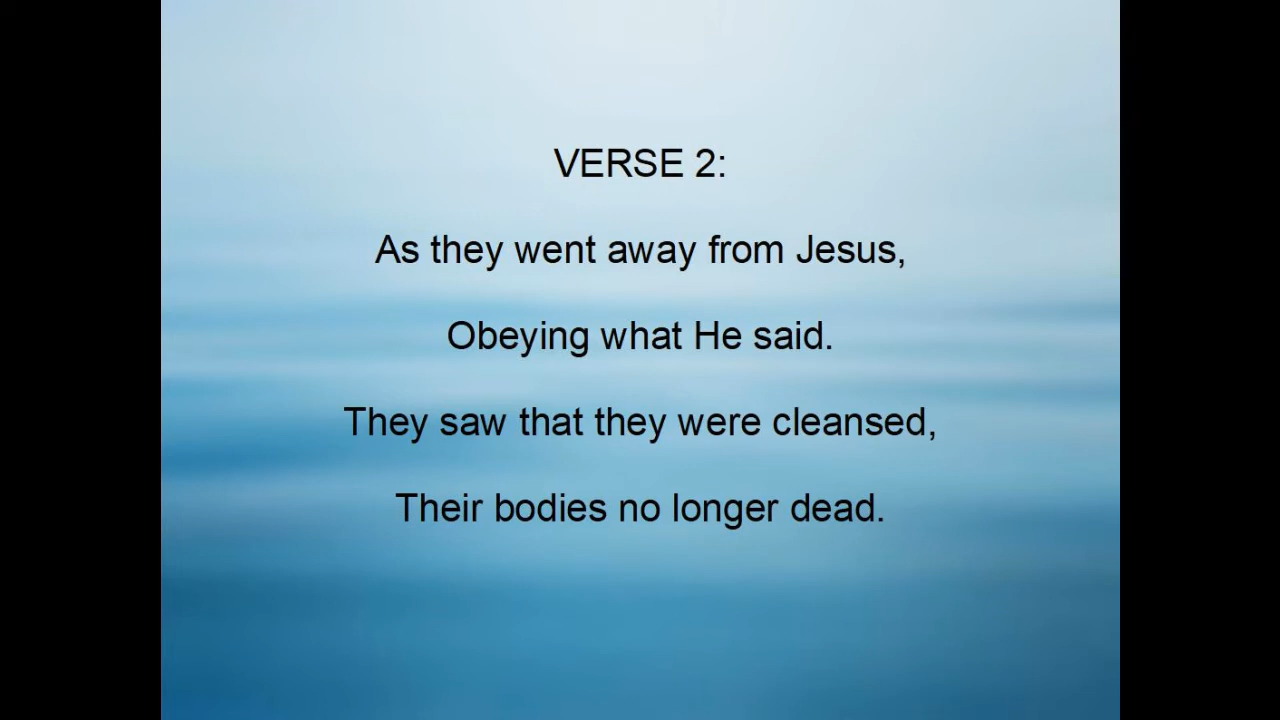 VERSE 2:
As they went away from Jesus,
Obeying what He said.
They saw that they were cleansed,
Their bodies no longer dead.